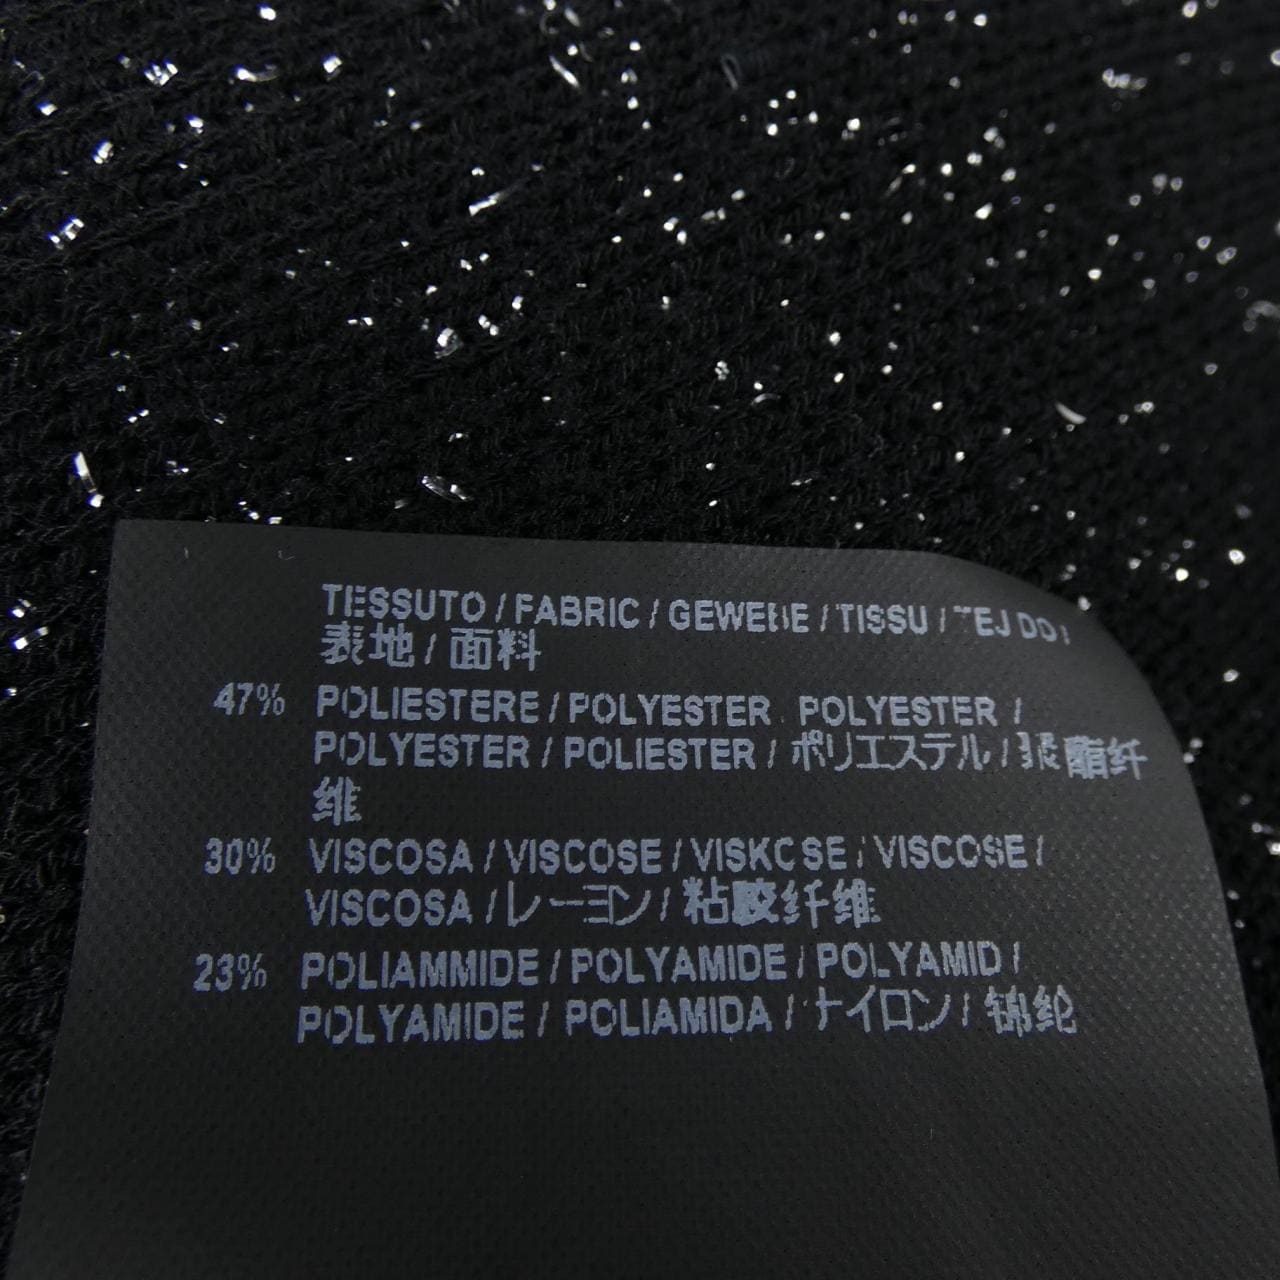 TESSUTO / FABRIC / GEWEBE / TISSU / TEJIDO /
表地 / 面料
47% POLIESTERE / POLYESTER / POLYESTER /
POLYESTER / POLIESTER / ポリエステル / 聚酯纤
维
30% VISCOSA / VISCOSE / VISKOSE / VISCOSE /
VISCOSA / レーヨン / 粘胶纤维
23% POLIAMMIDE / POLYAMIDE / POLYAMID /
POLYAMIDE / POLIAMIDA / ナイロン / 锦纶